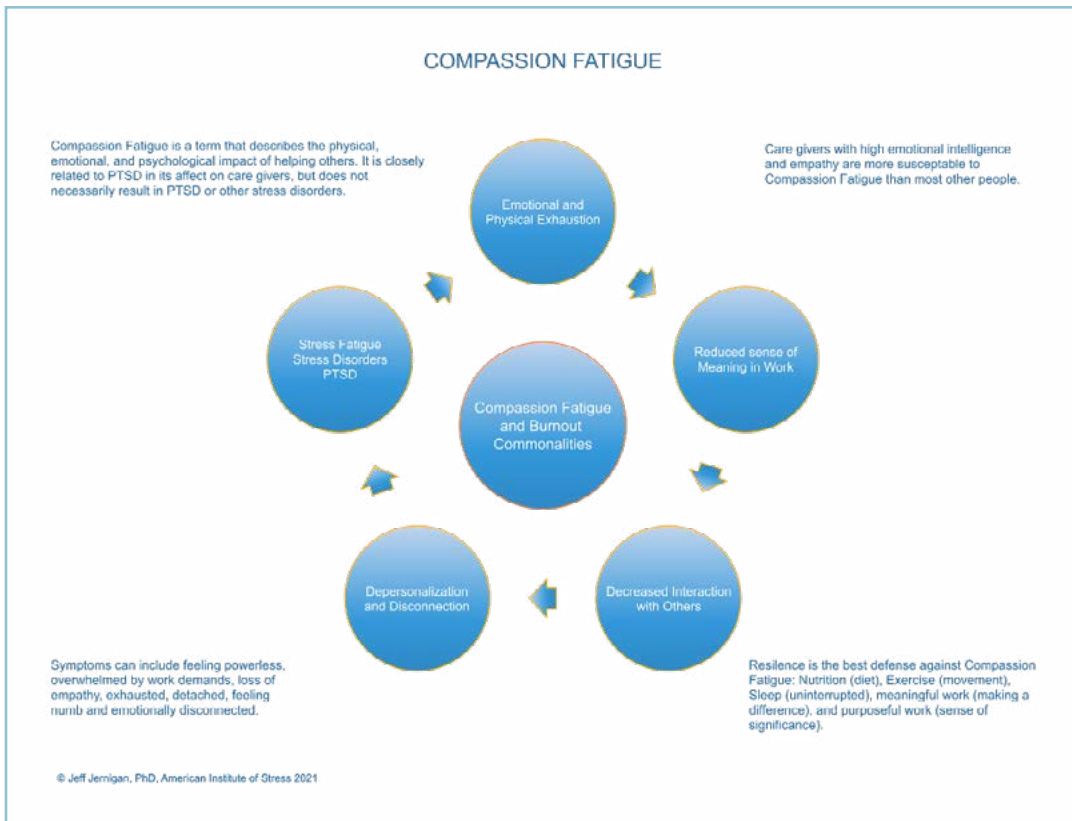 COMPASSION FATIGUE
Compassion Fatigue is a term that describes the physical,
emotional, and psychological impact of helping others. It is closely
related to PTSD in its affect on care givers, but does not
necessarily result in PTSD or other stress disorders.
Care givers with high emotional intelligence
and empathy are more susceptable to
Compassion Fatigue than most other people.
Emotional and
Physical Exhaustion
Stress Fatigue
Stress Disorders
PTSD
Reduced sense of
Meaning in Work
Compassion Fatigue
and Burnout
Commonalities
Depersonalization
and Disconnection
Decreased Interaction
with Others
Symptoms can include feeling powerless,
overwhelmed by work demands, loss of
empathy, exhausted, detached, feeling
numb and emotionally disconnected.
Resilence is the best defense against Compassion
Fatigue: Nutrition (diet), Exercise (movement),
Sleep (uninterrupted), meaningful work (making a
difference), and purposeful work (sense of
significance).
© Jeff Jernigan, PhD, American Institute of Stress 2021